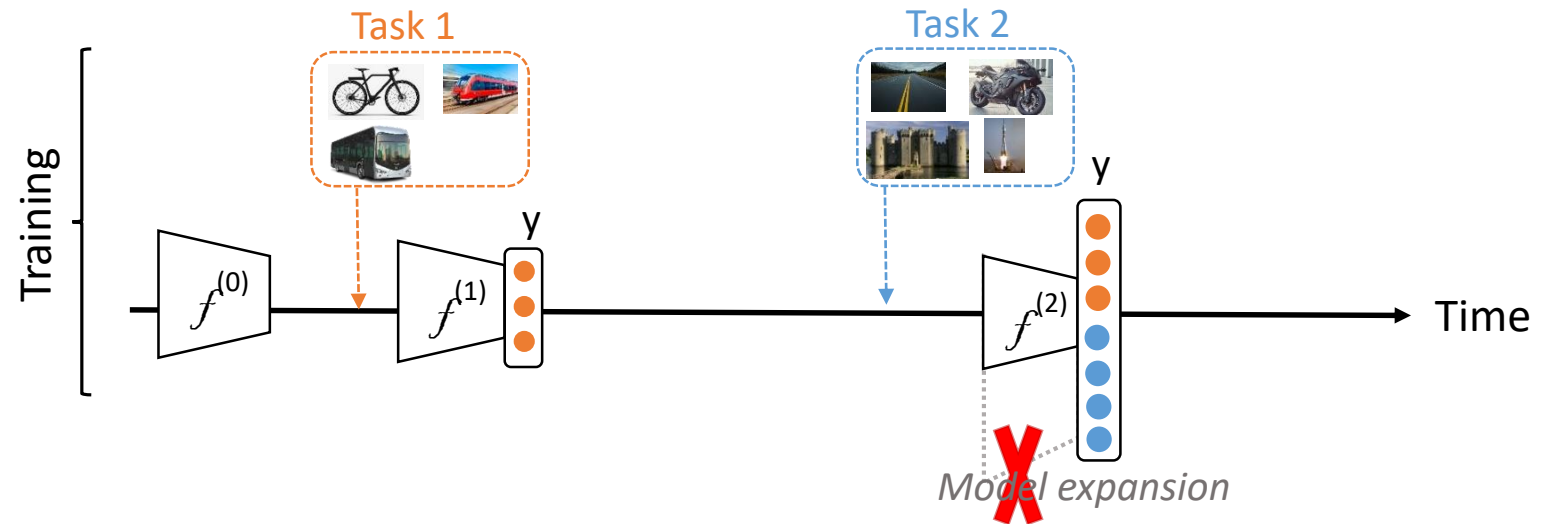 Task 1
Task 2
Training
y
y
f(0)
f(1)
f(2)
Time
Model expansion